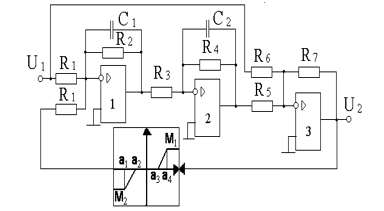 C₁ C₂
R₂ R₄
U₁ R₁ R₃ R₆ R₇
R₁ 1 2 R₅ 3 U₂
M₁
a₁ a₂
a₃ a₄
M₂